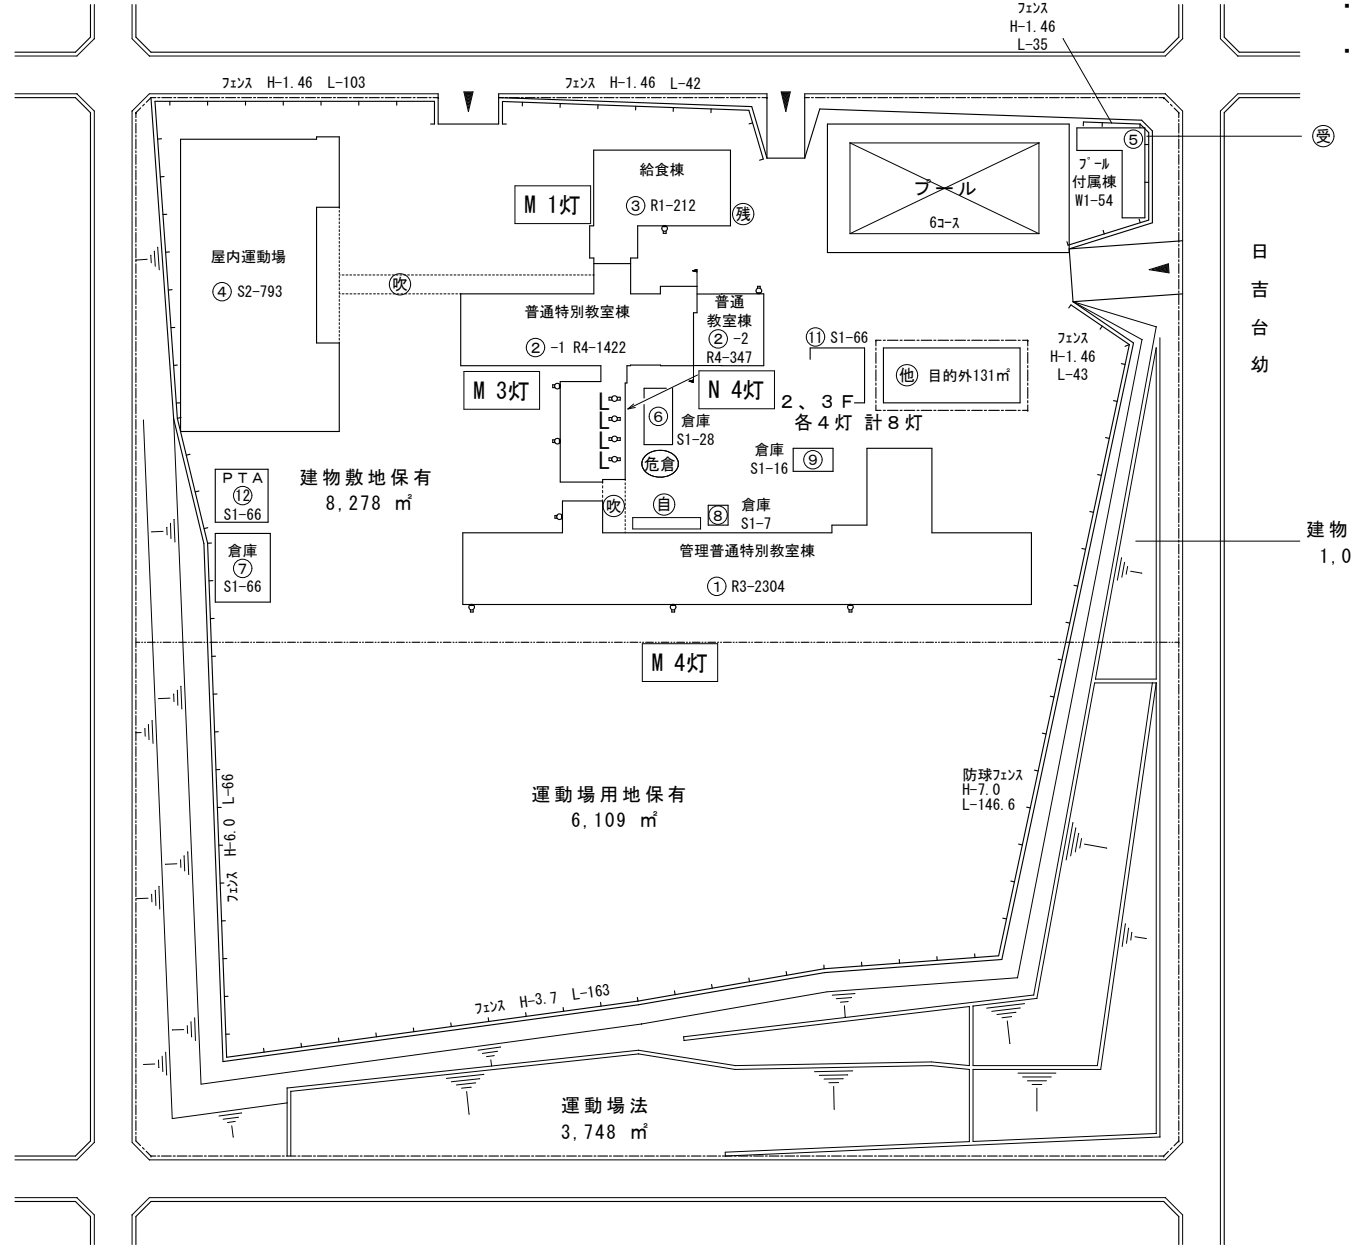 フェンス
H-1.46
L-35
フェンス H-1.46 L-103
フェンス H-1.46 L-42
⑤
受
プール
付属棟
W1-54
プール
6コース
給食棟
③ R1-212
M 1灯
残
屋内運動場
④ S2-793
吹
普通特別教室棟
②-1 R4-1422
普通
教室棟
②-2
R4-347
⑪ S1-66
他 目的外131㎡
フェンス
H-1.46
L-43
日吉台幼
M 3灯
N 4灯
2、3F
各4灯 計8灯
⑥
倉庫
S1-28
危倉
倉庫
S1-16
⑨
建物敷地保有
8,278 ㎡
PTA
⑫
S1-66
倉庫
⑦
S1-66
吹
自
⑧
倉庫
S1-7
管理普通特別教室棟
① R3-2304
建物
1,0
M 4灯
運動場用地保有
6,109 ㎡
防球フェンス
H-7.0
L-146.6
フェンス H-6.0 L-66
フェンス H-3.7 L-163
運動場法
3,748 ㎡